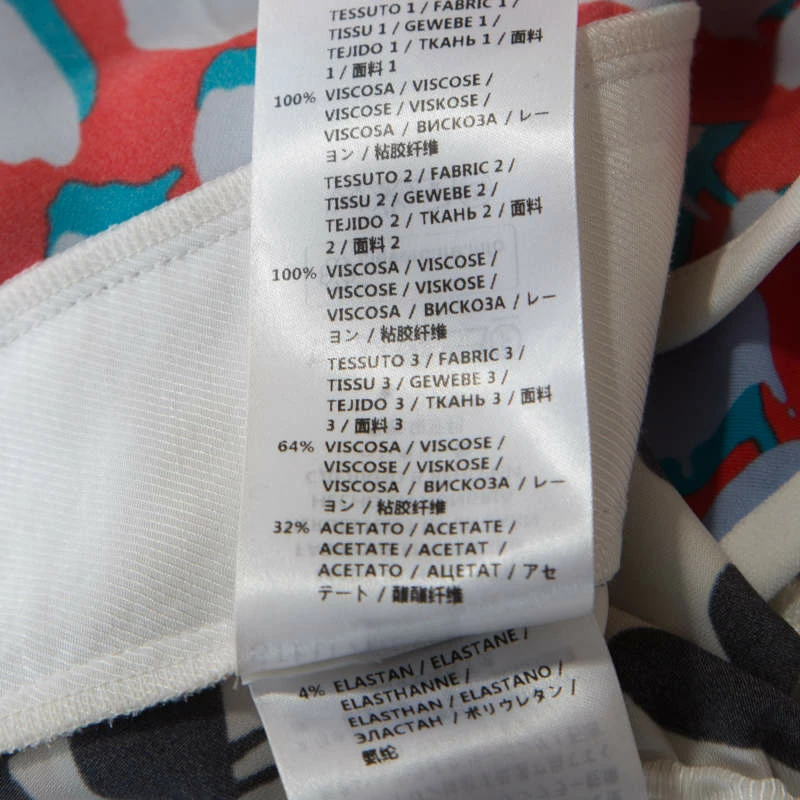 TESSUTO 1 / FABRIC 1 /
TISSU 1 / GEWEBE 1 /
TEJIDO 1 / ТКАНЬ 1 / 面料
1 / 面料 1
100% VISCOSA / VISCOSE /
VISCOSE / VISKOSE /
VISCOSA / ВИСКОЗА / レー
ヨン / 粘胶纤维
TESSUTO 2 / FABRIC 2 /
TISSU 2 / GEWEBE 2 /
TEJIDO 2 / ТКАНЬ 2 / 面料
2 / 面料 2
100% VISCOSA / VISCOSE /
VISCOSE / VISKOSE /
VISCOSA / ВИСКОЗА / レー
ヨン / 粘胶纤维
TESSUTO 3 / FABRIC 3 /
TISSU 3 / GEWEBE 3 /
TEJIDO 3 / ТКАНЬ 3 / 面料
3 / 面料 3
64% VISCOSA / VISCOSE /
VISCOSE / VISKOSE /
VISCOSA / ВИСКОЗА / レー
ヨン / 粘胶纤维
32% ACETATO / ACETATE /
ACETATE / ACETAT /
ACETATO / АЦЕТАТ / アセ
テート / 醋酯纤维
4% ELASTAN / ELASTANE /
ELASTHANNE /
ELASTHAN / ELASTANO /
ЭЛАСТАН / ポリウレタン /
氨纶